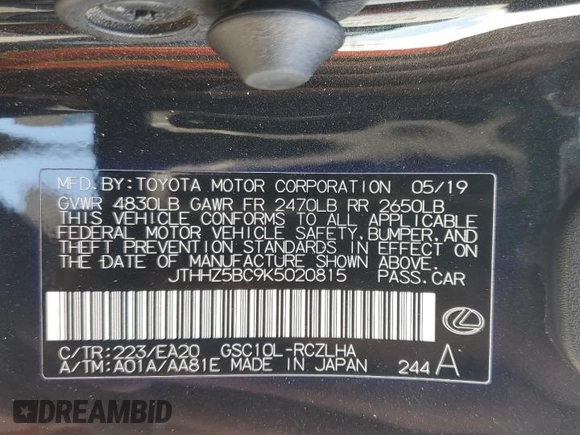 MFD.BY:TOYOTA MOTOR CORPORATION 05/19
GVWR 4830LB GAWR FR 2470LB RR 2650LB
THIS VEHICLE CONFORMS TO ALL APPLICABLE
FEDERAL MOTOR VEHICLE SAFETY,BUMPER,AND
THEFT PREVENTION STANDARDS IN EFFECT ON
THE DATE OF MANUFACTURE SHOWN ABOVE.
JTHHZ5BC9K5020815 PASS.CAR
C/TR:223/EA20 GSC10L-RCZLHA
A/TM:A01A/AA81E MADE IN JAPAN 244 A
DREAMBID